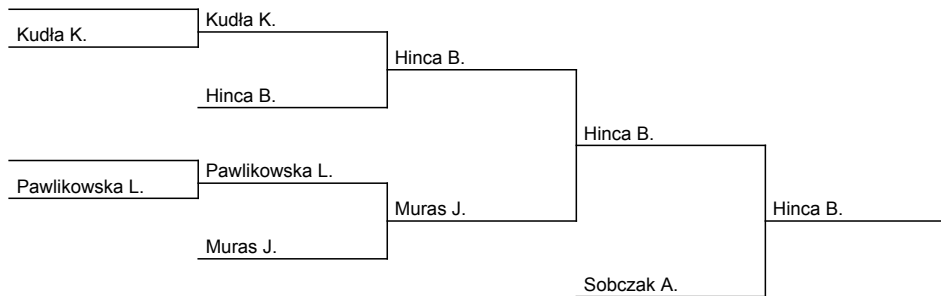 Kudła K.
Kudła K.
Hinca B.
Hinca B.
Hinca B.
Pawlikowska L.
Pawlikowska L.
Muras J.
Hinca B.
Muras J.
Sobczak A.